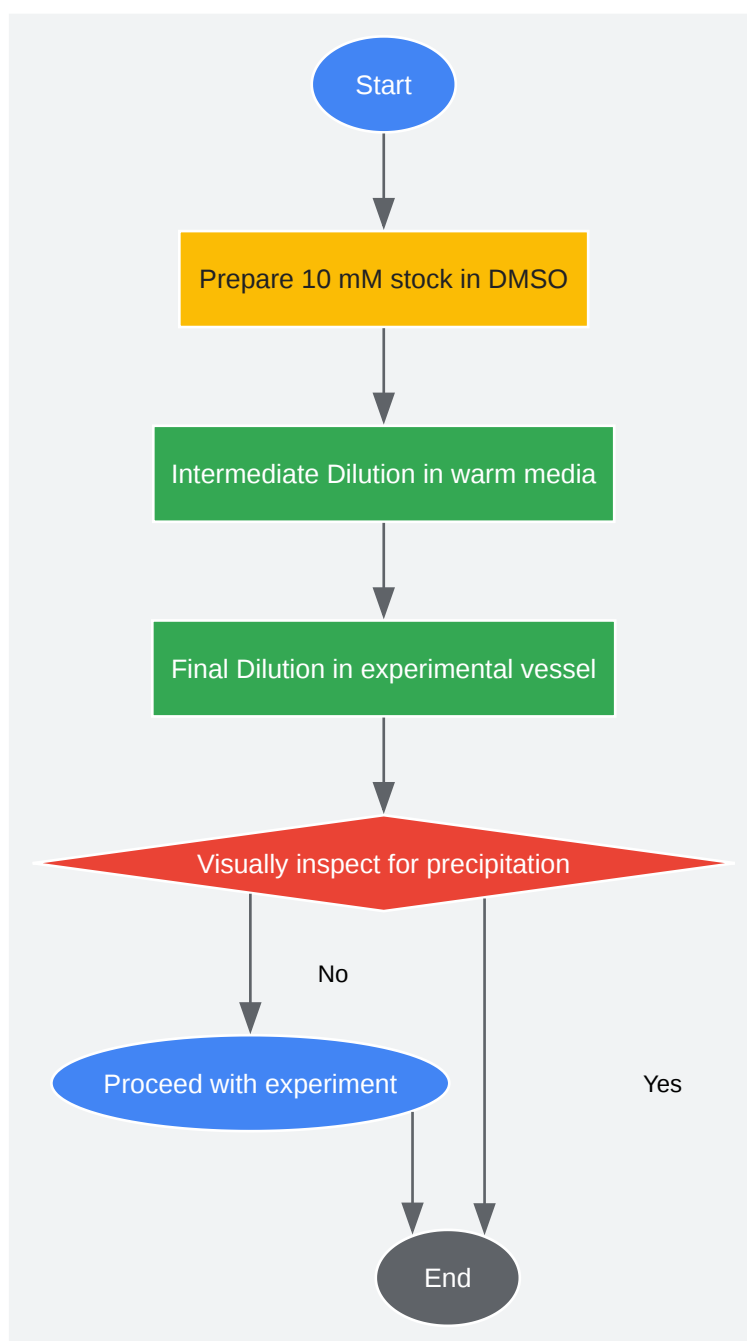 Start
Prepare 10 mM stock in DMSO
Intermediate Dilution in warm media
Final Dilution in experimental vessel
Visually inspect for precipitation
No
Proceed with experiment
Yes
End